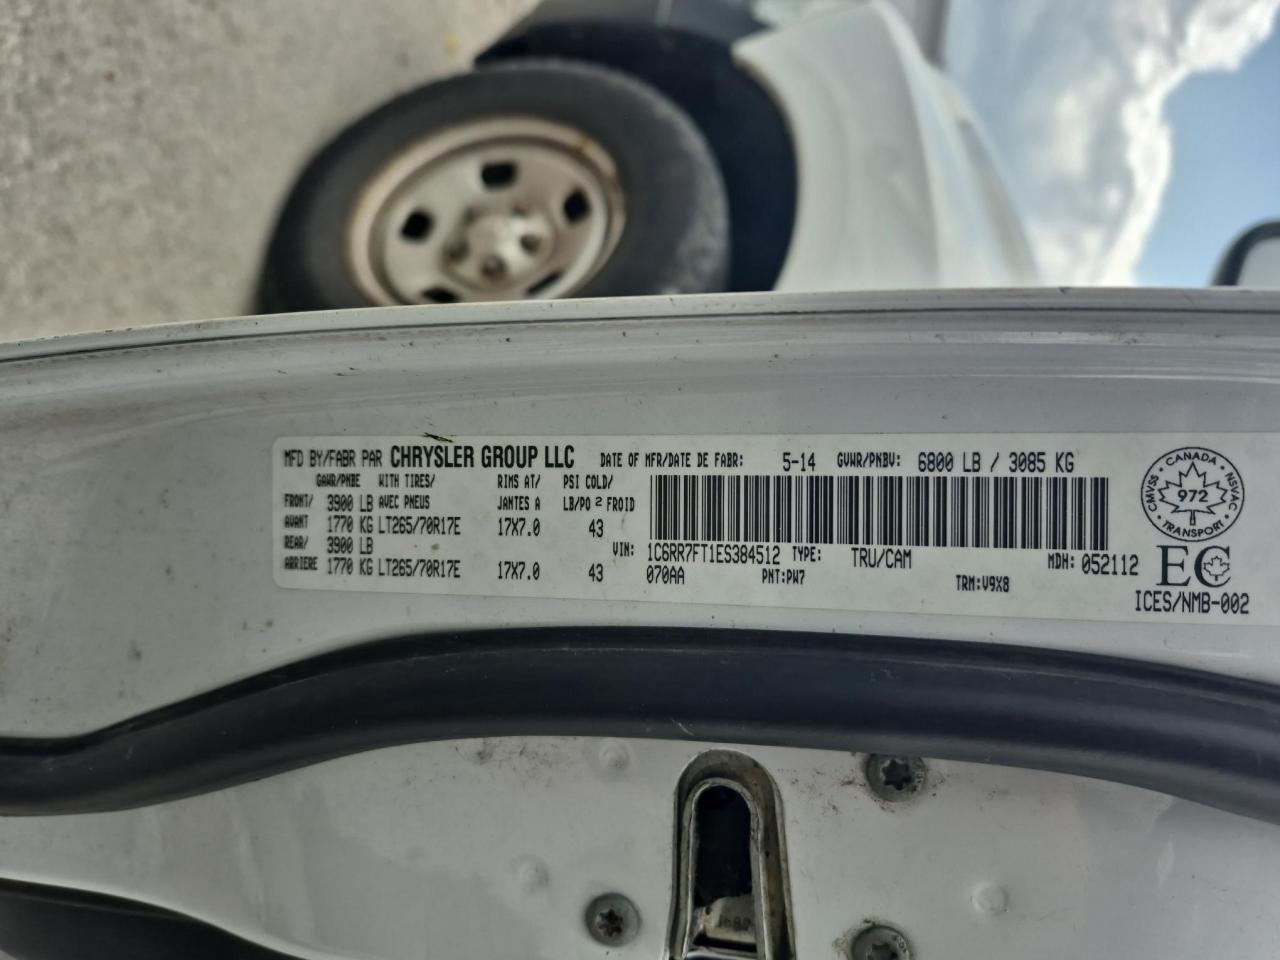 MFD BY/FABR PAR CHRYSLER GROUP LLC DATE OF MFR/DATE DE FABR: 5-14 GVWR/PNBV: 6800 LB / 3085 KG
GAWR/PNBE WITH TIRES/ RIMS AT/ PSI COLD/
FRONT/ 3900 LB AVEC PNEUS JANTES A LB/PO 2 FROID
AVANT 1770 KG LT265/70R17E 17X7.0 43
REAR/ 3900 LB
ARRIERE 1770 KG LT265/70R17E 17X7.0 43
VIN: 1C6RR7FT1ES384512 TYPE: TRU/CAM MDH: 052112
070AA PNT:PW7 TRM:V9X8
CANADA
CMVSS 972 NSVAC
TRANSPORT
EC
ICES/NMB-002